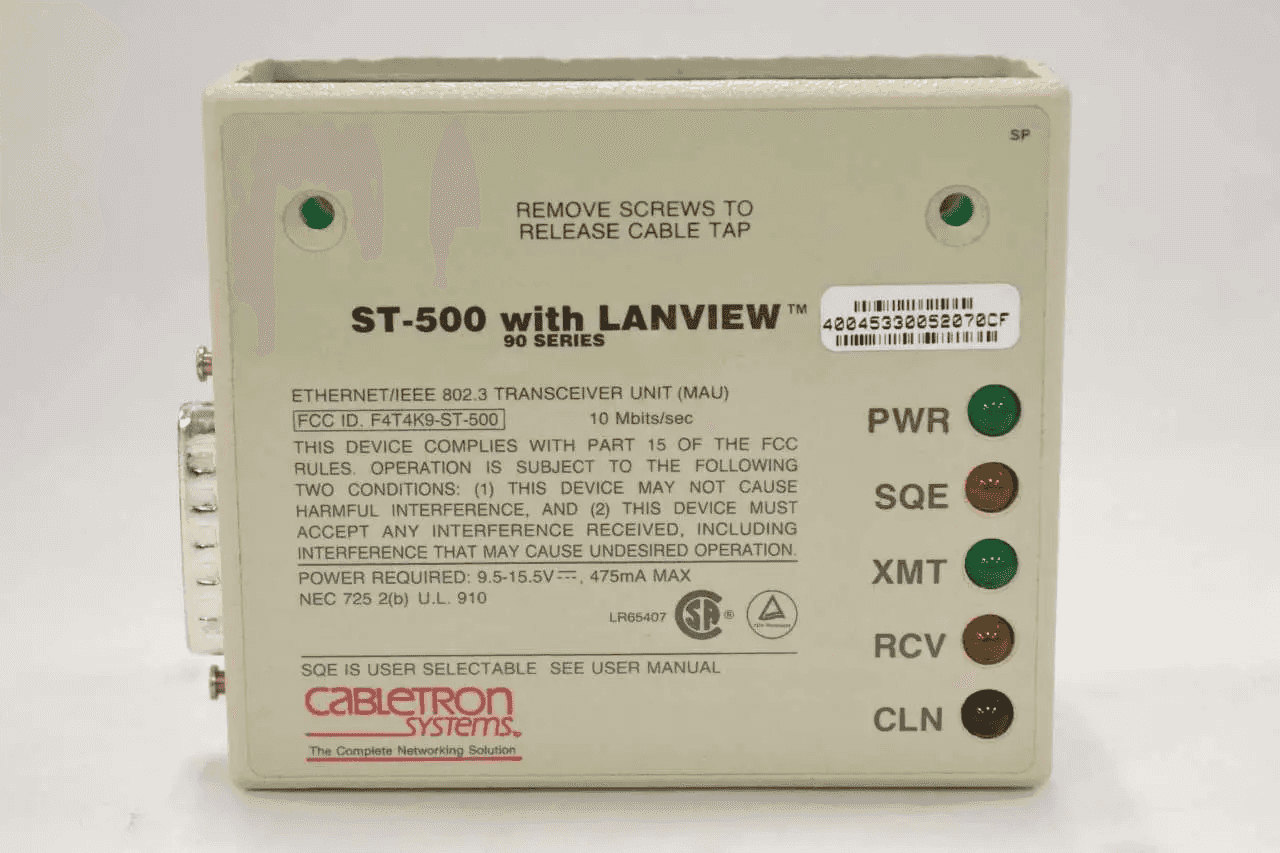 SP
REMOVE SCREWS TO
RELEASE CABLE TAP
ST-500 with LANVIEW™
90 SERIES
40045330052070CF
ETHERNET/IEEE 802.3 TRANSCEIVER UNIT (MAU)
FCC ID. F4T4K9-ST-500 10 Mbits/sec
THIS DEVICE COMPLIES WITH PART 15 OF THE FCC
RULES. OPERATION IS SUBJECT TO THE FOLLOWING
TWO CONDITIONS: (1) THIS DEVICE MAY NOT CAUSE
HARMFUL INTERFERENCE, AND (2) THIS DEVICE MUST
ACCEPT ANY INTERFERENCE RECEIVED, INCLUDING
INTERFERENCE THAT MAY CAUSE UNDESIRED OPERATION.
POWER REQUIRED: 9.5-15.5V⎓, 475mA MAX
NEC 725 2(b) U.L. 910
LR65407 SA ®
SQE IS USER SELECTABLE SEE USER MANUAL
CABLETRON
SYSTEMS
The Complete Networking Solution
PWR
SQE
XMT
RCV
CLN